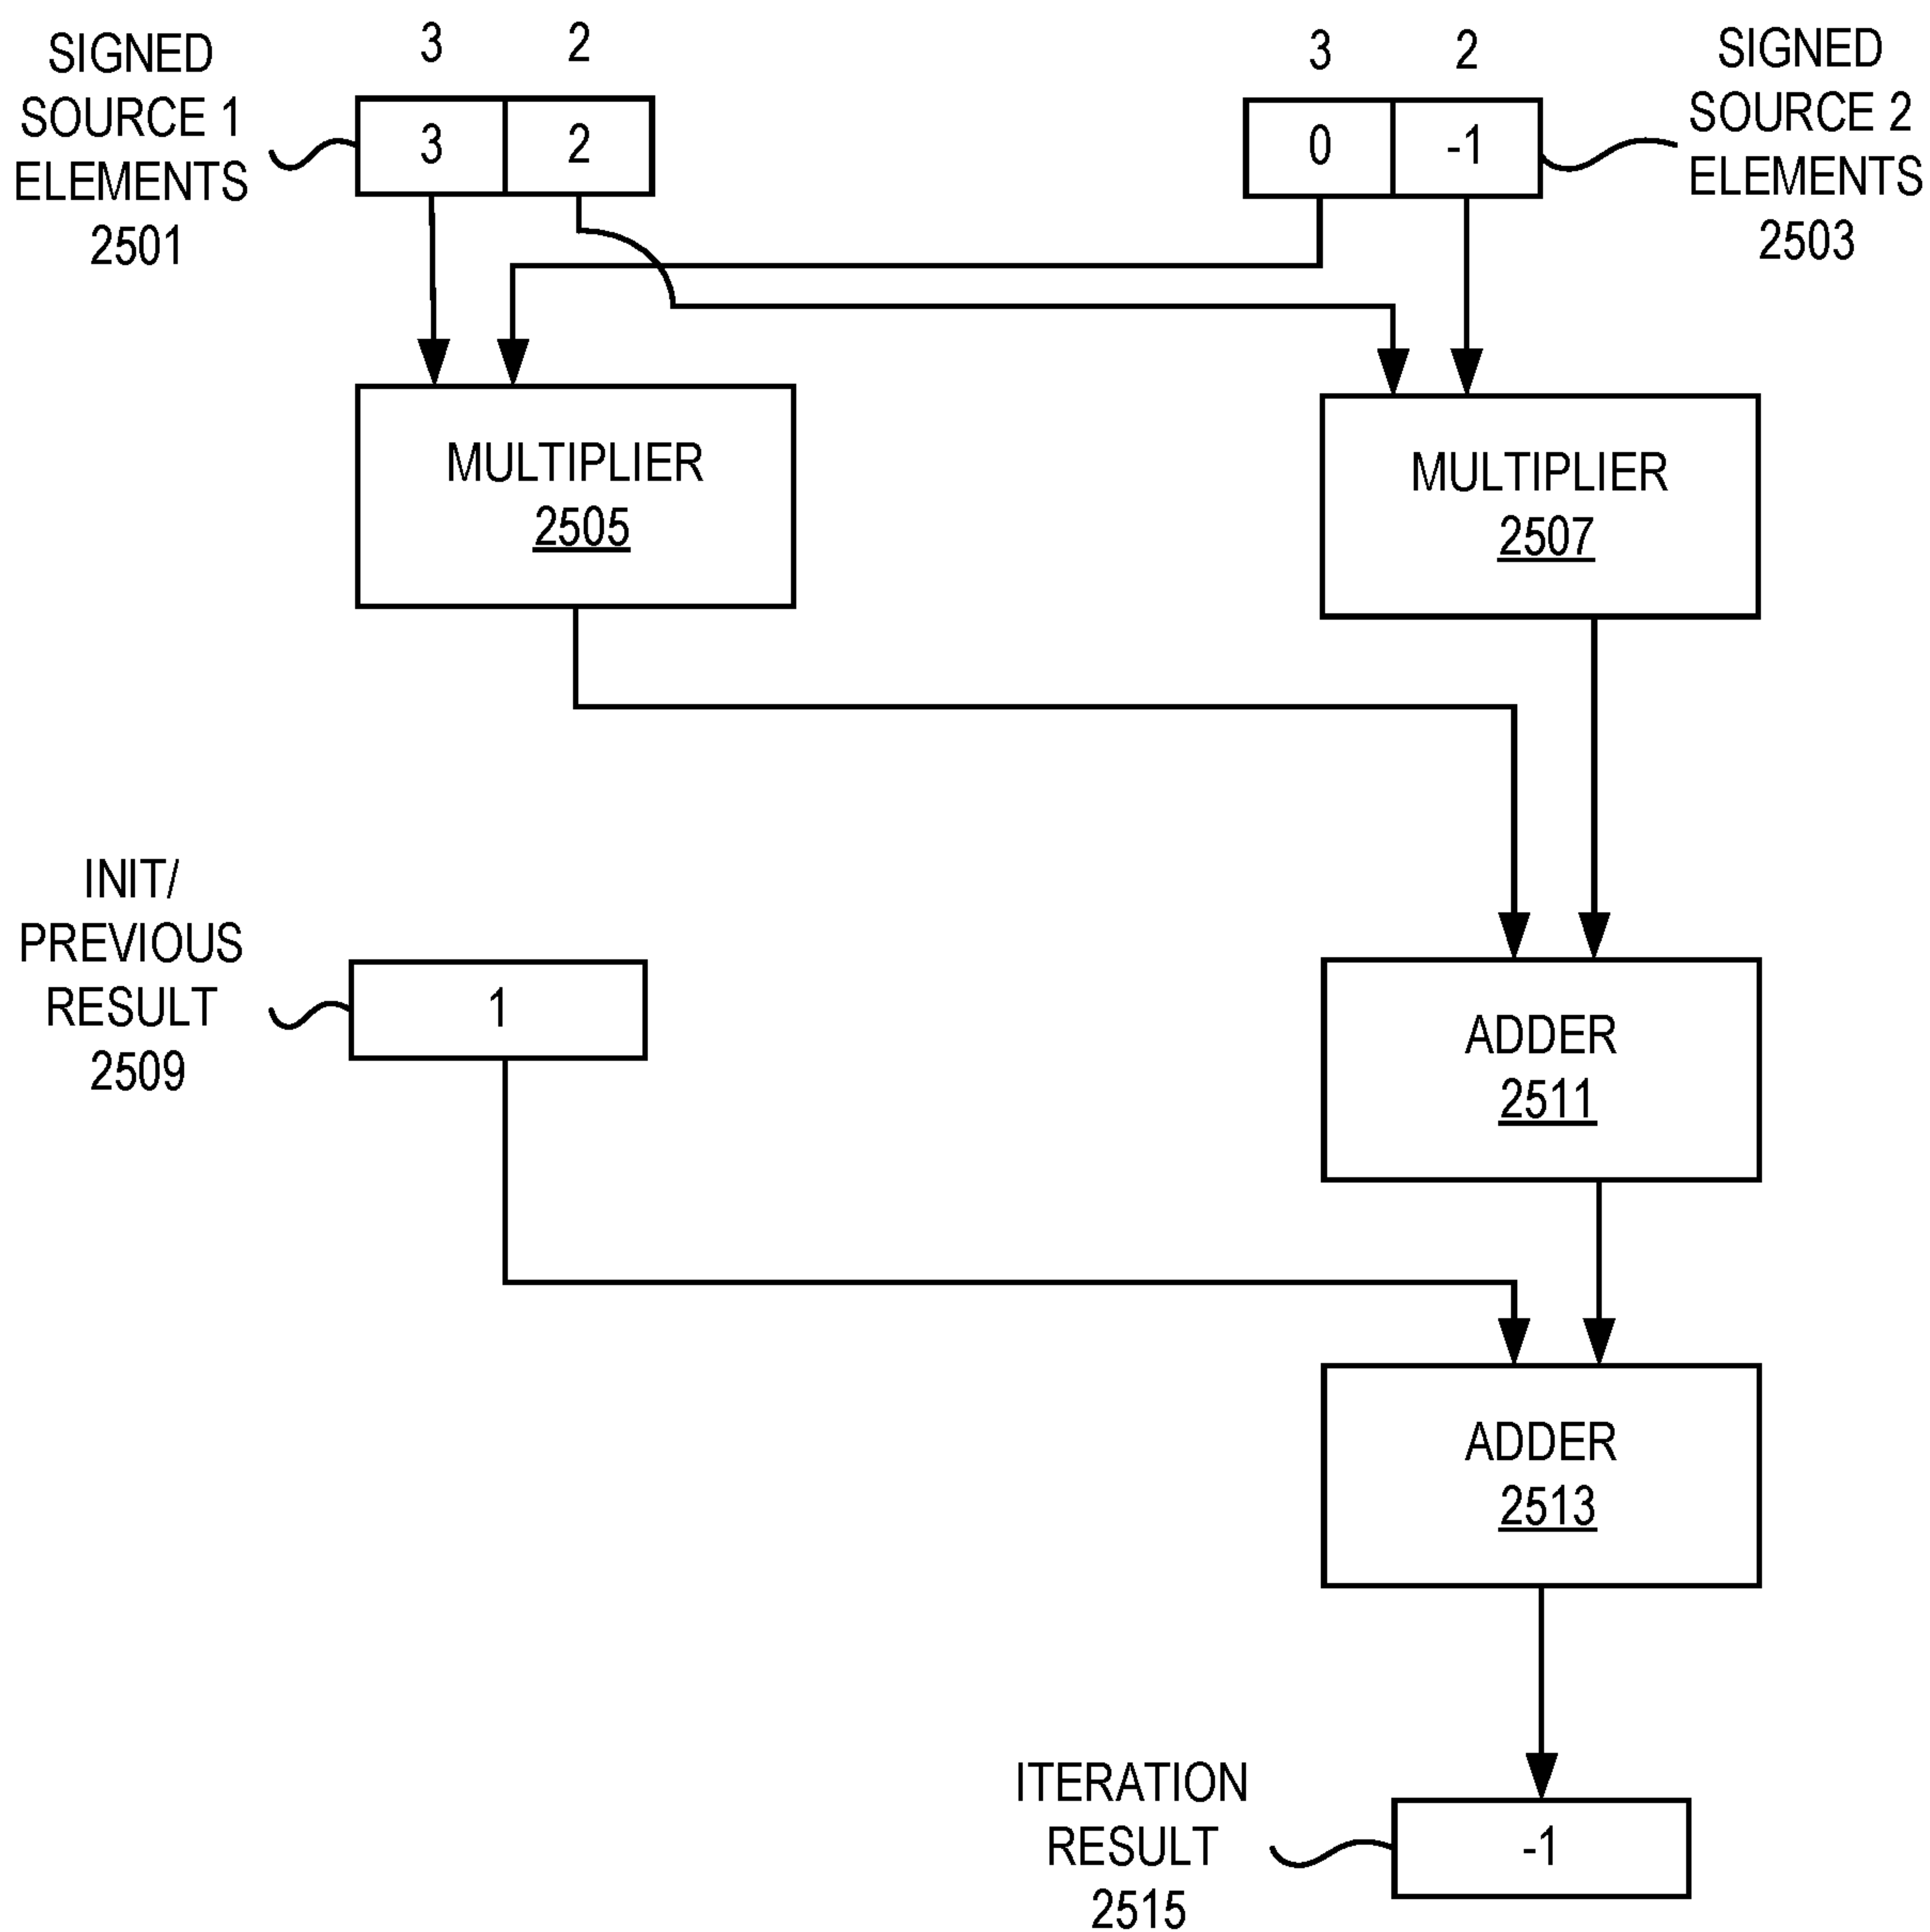 SIGNED
SOURCE 1
ELEMENTS
2501
3 2
3 2
3 2
0 -1
SIGNED
SOURCE 2
ELEMENTS
2503
MULTIPLIER
2505
MULTIPLIER
2507
INIT/
PREVIOUS
RESULT
2509
1
ADDER
2511
ADDER
2513
ITERATION
RESULT
2515
-1